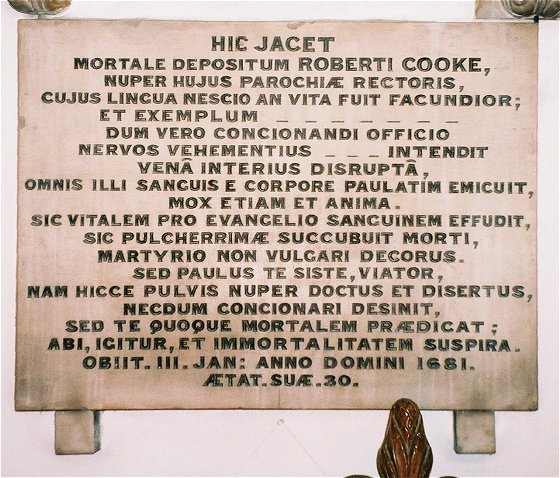 HIC JACET
MORTALE DEPOSITUM ROBERTI COOKE,
NUPER HUJUS PAROCHIÆ RECTORIS,
CUJUS LINGUA NESCIO AN VITA FUIT FACUNDIOR;
ET EXEMPLUM _ _ _ _ _ _ _
DUM VERO CONCIONANDI OFFICIO
NERVOS VEHEMENTIUS _ _ _ INTENDIT
VENÂ INTERIUS DISRUPTÂ,
OMNIS ILLI SANGUIS E CORPORE PAULATIM EMICUIT,
MOX ETIAM ET ANIMA.
SIC VITALEM PRO EVANGELIO SANGUINEM EFFUDIT,
SIC PULCHERRIMÆ SUCCUBUIT MORTI,
MARTYRIO NON VULGARI DECORUS.
SED PAULUS TE SISTE, VIATOR,
NAM HICCE PULVIS NUPER DOCTUS ET DISERTUS,
NECDUM CONCIONARI DESINIT,
SED TE QUOQUE MORTALEM PRÆDICAT;
ABI, IGITUR, ET IMMORTALITATEM SUSPIRA.
OBIIT. III. JAN: ANNO DOMINI 1681.
ÆTAT. SUÆ. 30.